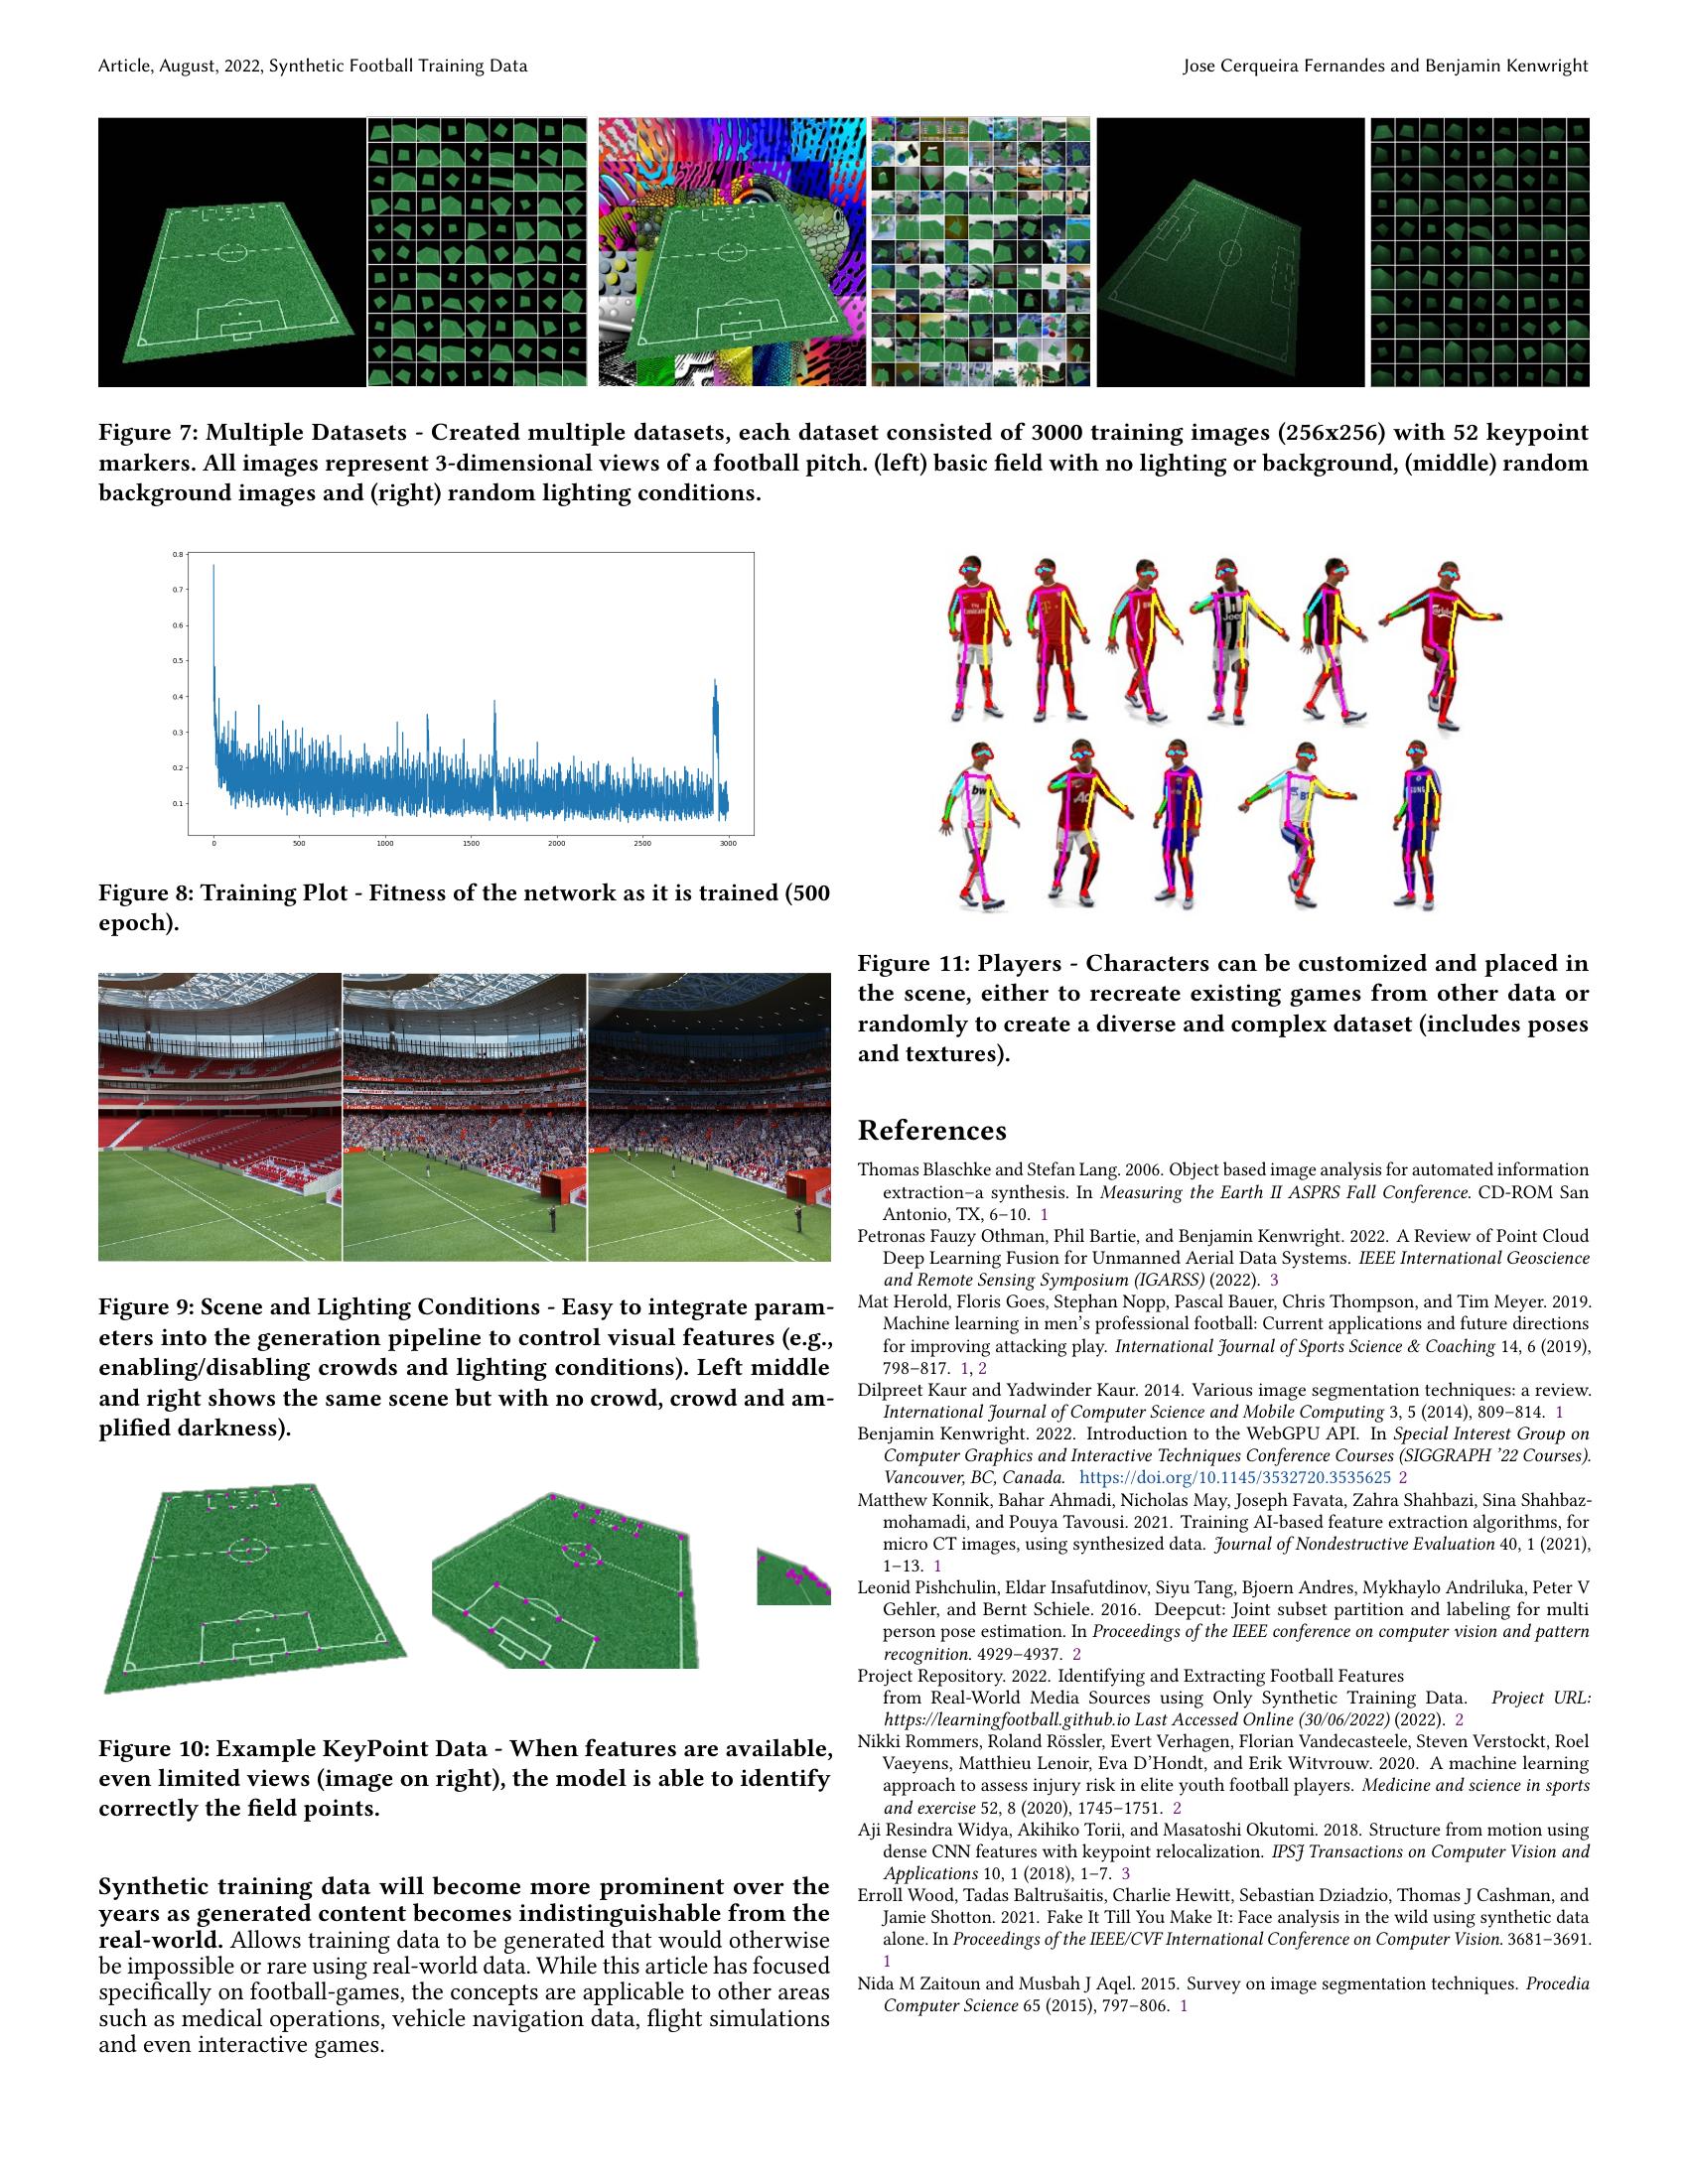 Article, August, 2022, Synthetic Football Training Data
Jose Cerqueira Fernandes and Benjamin Kenwright
Figure 7: Multiple Datasets - Created multiple datasets, each dataset consisted of 3000 training images (256x256) with 52 keypoint
markers. All images represent 3-dimensional views of a football pitch. (left) basic field with no lighting or background, (middle) random
background images and (right) random lighting conditions.
0.8
0.7
0.6
0.5
0.4
0.3
0.2
0.1
0 500 1000 1500 2000 2500 3000
Figure 8: Training Plot - Fitness of the network as it is trained (500
epoch).
Figure 9: Scene and Lighting Conditions - Easy to integrate param-
eters into the generation pipeline to control visual features (e.g.,
enabling/disabling crowds and lighting conditions). Left middle
and right shows the same scene but with no crowd, crowd and am-
plified darkness).
Figure 10: Example KeyPoint Data - When features are available,
even limited views (image on right), the model is able to identify
correctly the field points.
Synthetic training data will become more prominent over the
years as generated content becomes indistinguishable from the
real-world. Allows training data to be generated that would otherwise
be impossible or rare using real-world data. While this article has focused
specifically on football-games, the concepts are applicable to other areas
such as medical operations, vehicle navigation data, flight simulations
and even interactive games.
Figure 11: Players - Characters can be customized and placed in
the scene, either to recreate existing games from other data or
randomly to create a diverse and complex dataset (includes poses
and textures).
References
Thomas Blaschke and Stefan Lang. 2006. Object based image analysis for automated information
extraction–a synthesis. In Measuring the Earth II ASPRS Fall Conference. CD-ROM San
Antonio, TX, 6–10. 1
Petronas Fauzy Othman, Phil Bartie, and Benjamin Kenwright. 2022. A Review of Point Cloud
Deep Learning Fusion for Unmanned Aerial Data Systems. IEEE International Geoscience
and Remote Sensing Symposium (IGARSS) (2022). 3
Mat Herold, Floris Goes, Stephan Nopp, Pascal Bauer, Chris Thompson, and Tim Meyer. 2019.
Machine learning in men's professional football: Current applications and future directions
for improving attacking play. International Journal of Sports Science & Coaching 14, 6 (2019),
798–817. 1, 2
Dilpreet Kaur and Yadwinder Kaur. 2014. Various image segmentation techniques: a review.
International Journal of Computer Science and Mobile Computing 3, 5 (2014), 809–814. 1
Benjamin Kenwright. 2022. Introduction to the WebGPU API. In Special Interest Group on
Computer Graphics and Interactive Techniques Conference Courses (SIGGRAPH '22 Courses).
Vancouver, BC, Canada. https://doi.org/10.1145/3532720.3535625 2
Matthew Konnik, Bahar Ahmadi, Nicholas May, Joseph Favata, Zahra Shahbazi, Sina Shahbaz-
mohamadi, and Pouya Tavousi. 2021. Training AI-based feature extraction algorithms, for
micro CT images, using synthesized data. Journal of Nondestructive Evaluation 40, 1 (2021),
1–13. 1
Leonid Pishchulin, Eldar Insafutdinov, Siyu Tang, Bjoern Andres, Mykhaylo Andriluka, Peter V
Gehler, and Bernt Schiele. 2016. Deepcut: Joint subset partition and labeling for multi
person pose estimation. In Proceedings of the IEEE conference on computer vision and pattern
recognition. 4929–4937. 2
Project Repository. 2022. Identifying and Extracting Football Features
from Real-World Media Sources using Only Synthetic Training Data. Project URL:
https://learningfootball.github.io Last Accessed Online (30/06/2022) (2022). 2
Nikki Rommers, Roland Rössler, Evert Verhagen, Florian Vandecasteele, Steven Verstockt, Roel
Vaeyens, Matthieu Lenoir, Eva D'Hondt, and Erik Witvrouw. 2020. A machine learning
approach to assess injury risk in elite youth football players. Medicine and science in sports
and exercise 52, 8 (2020), 1745–1751. 2
Aji Resindra Widya, Akihiko Torii, and Masatoshi Okutomi. 2018. Structure from motion using
dense CNN features with keypoint relocalization. IPSJ Transactions on Computer Vision and
Applications 10, 1 (2018), 1–7. 3
Erroll Wood, Tadas Baltrušaitis, Charlie Hewitt, Sebastian Dziadzio, Thomas J Cashman, and
Jamie Shotton. 2021. Fake It Till You Make It: Face analysis in the wild using synthetic data
alone. In Proceedings of the IEEE/CVF International Conference on Computer Vision. 3681–3691.
1
Nida M Zaitoun and Musbah J Aqel. 2015. Survey on image segmentation techniques. Procedia
Computer Science 65 (2015), 797–806. 1